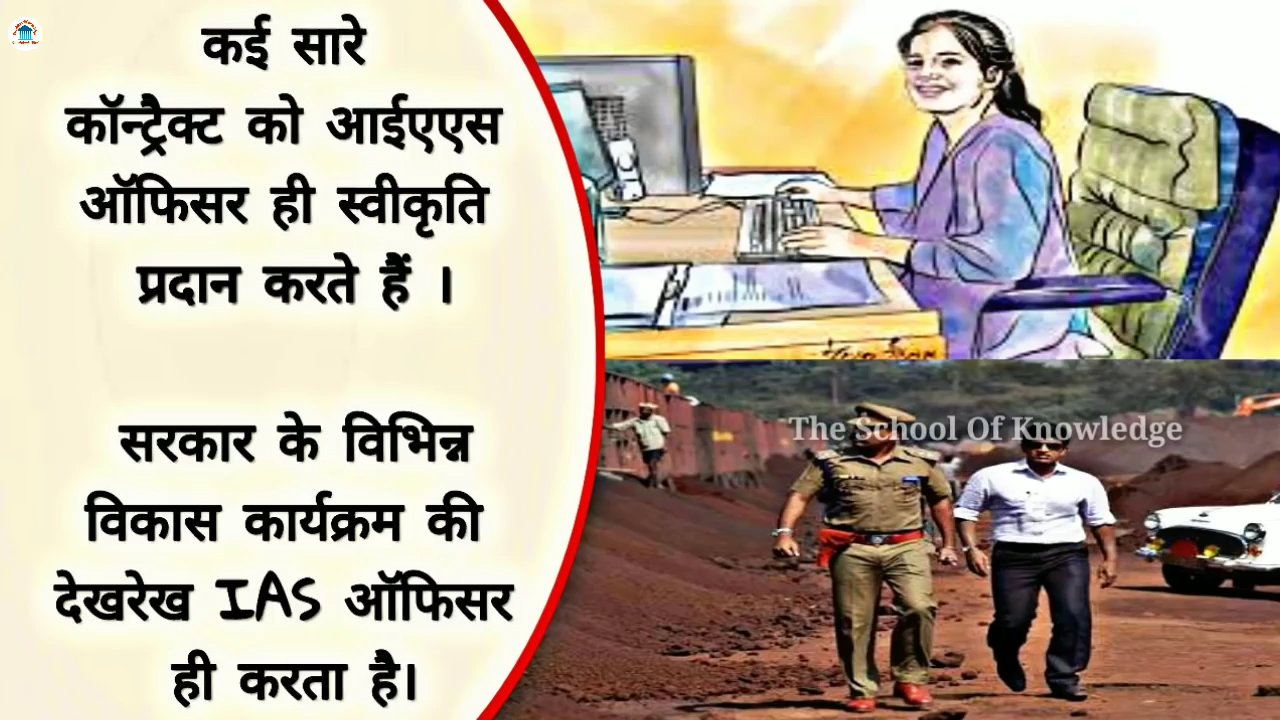 कई सारे
कॉन्ट्रैक्ट को आईएएस
ऑफिसर ही स्वीकृति
प्रदान करते हैं ।
सरकार के विभिन्न
विकास कार्यक्रम की
देखरेख IAS ऑफिसर
ही करता है।
The School Of Knowledge